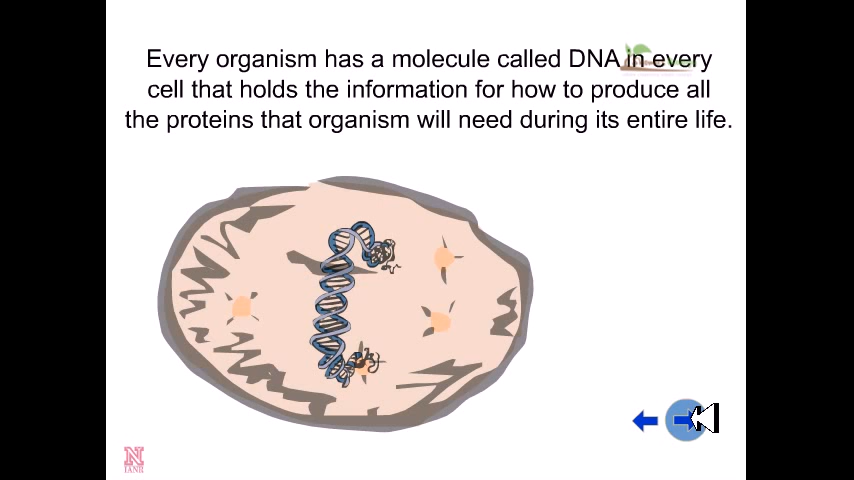 Every organism has a molecule called DNA in every
cell that holds the information for how to produce all
the proteins that organism will need during its entire life.
N
IANR